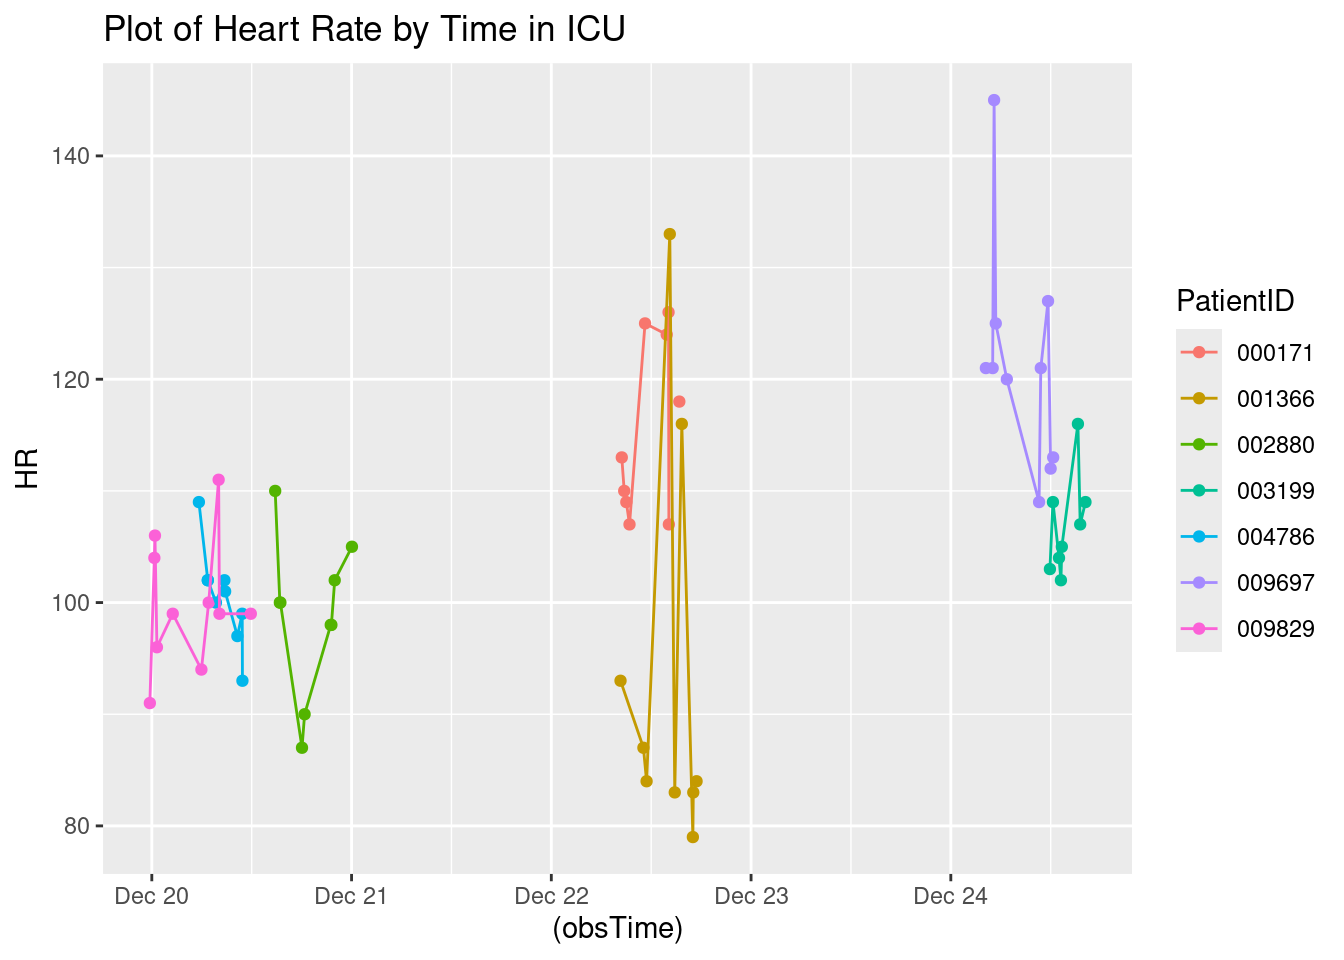 Plot of Heart Rate by Time in ICU
140
120
100
80
HR
Dec 20
Dec 21
Dec 22
Dec 23
Dec 24
(obsTime)
PatientID
000171
001366
002880
003199
004786
009697
009829